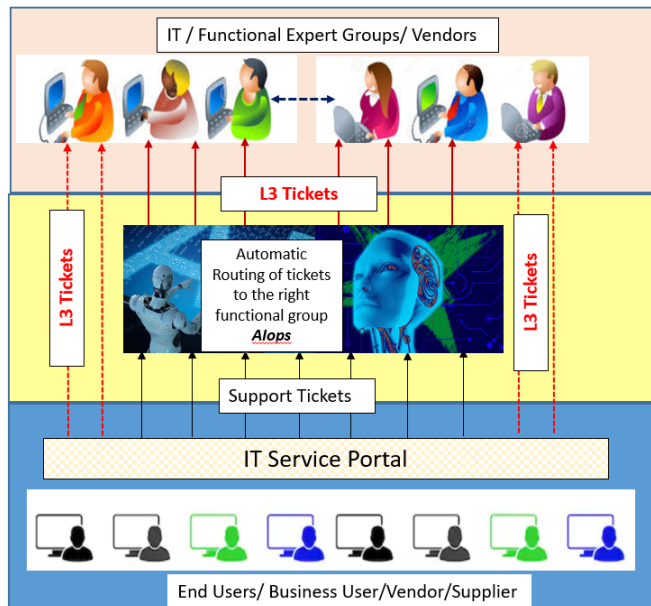 IT / Functional Expert Groups/ Vendors
L3 Tickets
L3 Tickets
Automatic
Routing of tickets
to the right
functional group
AIops
L3 Tickets
Support Tickets
IT Service Portal
End Users/ Business User/Vendor/Supplier